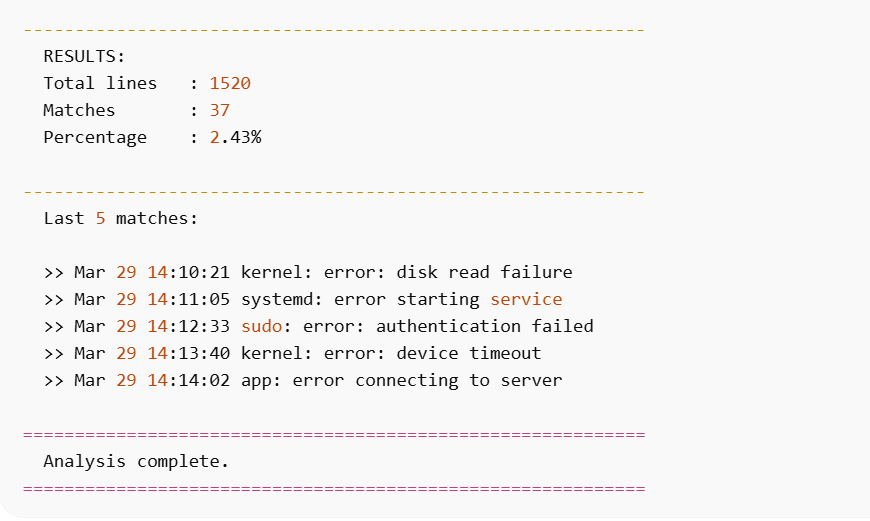 ------------------------------------------------------------
RESULTS:
Total lines   : 1520
Matches       : 37
Percentage    : 2.43%
------------------------------------------------------------
Last 5 matches:
>> Mar 29 14:10:21 kernel: error: disk read failure
>> Mar 29 14:11:05 systemd: error starting service
>> Mar 29 14:12:33 sudo: error: authentication failed
>> Mar 29 14:13:40 kernel: error: device timeout
>> Mar 29 14:14:02 app: error connecting to server
============================================================
Analysis complete.
============================================================